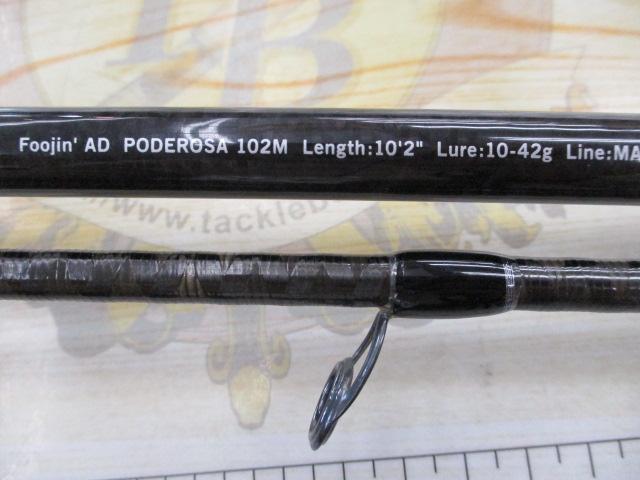 Foojin' AD PODEROSA 102M Length:10'2" Lure:10-42g Line:MA
www.tackleb